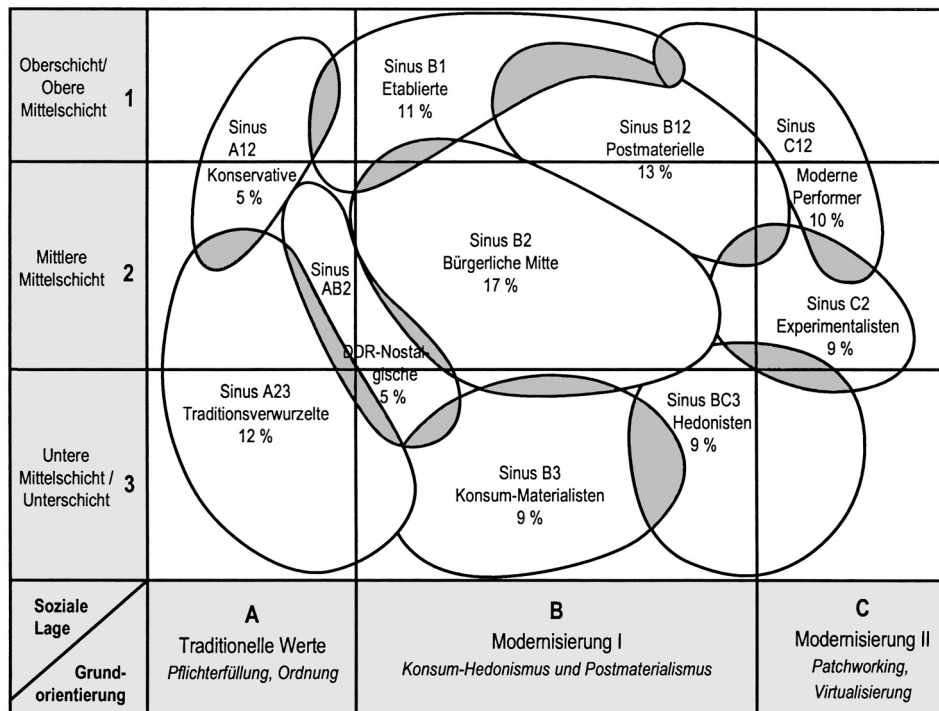 Oberschicht/
Obere
Mittelschicht
1
Sinus
A12
Konservative
5 %
Sinus B1
Etablierte
11 %
Sinus B12
Postmaterielle
13 %
Sinus
C12
Moderne
Performer
10 %
Mittlere
Mittelschicht
2
Sinus
AB2
DDR-Nostal-
gische
5 %
Sinus B2
Bürgerliche Mitte
17 %
Sinus C2
Experimentalisten
9 %
Untere
Mittelschicht /
Unterschicht
3
Sinus A23
Traditionsverwurzelte
12 %
Sinus B3
Konsum-Materialisten
9 %
Sinus BC3
Hedonisten
9 %
Soziale
Lage
Grund-
orientierung
A
Traditionelle Werte
Pflichterfüllung, Ordnung
B
Modernisierung I
Konsum-Hedonismus und Postmaterialismus
C
Modernisierung II
Patchworking,
Virtualisierung